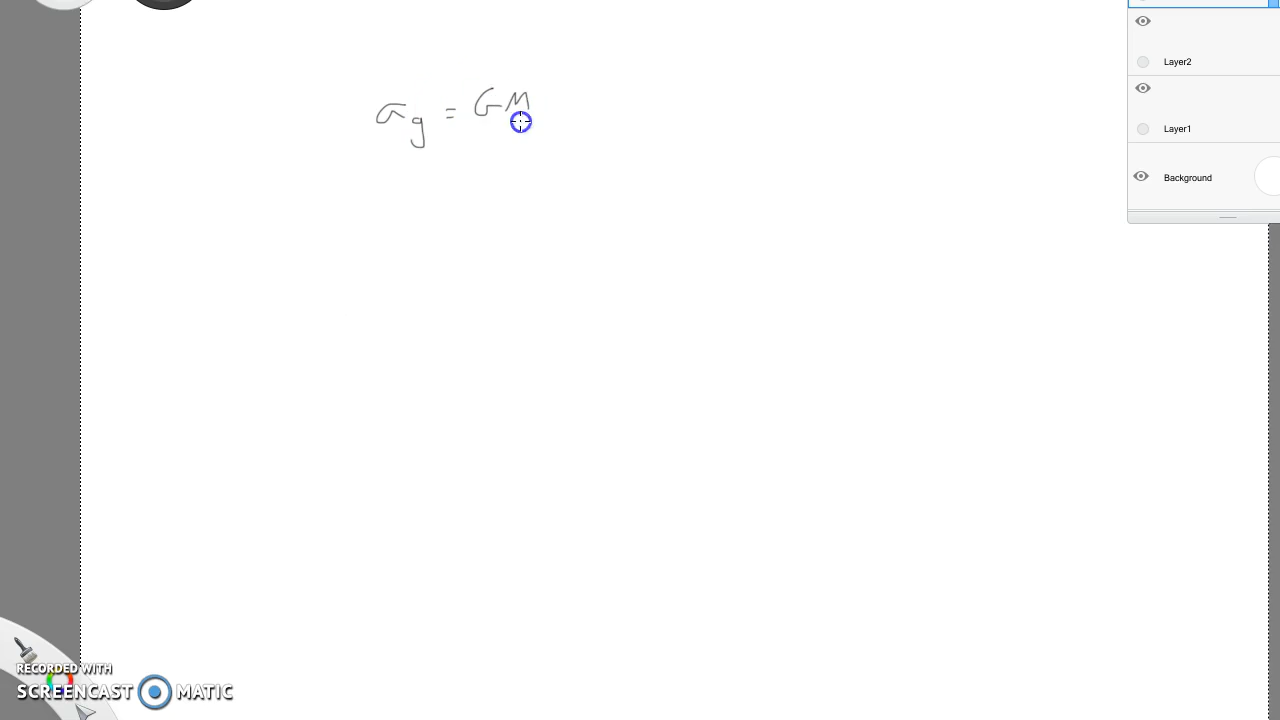 Layer2
a_g = GM
Layer1
Background
RECORDED WITH
SCREENCAST MATIC